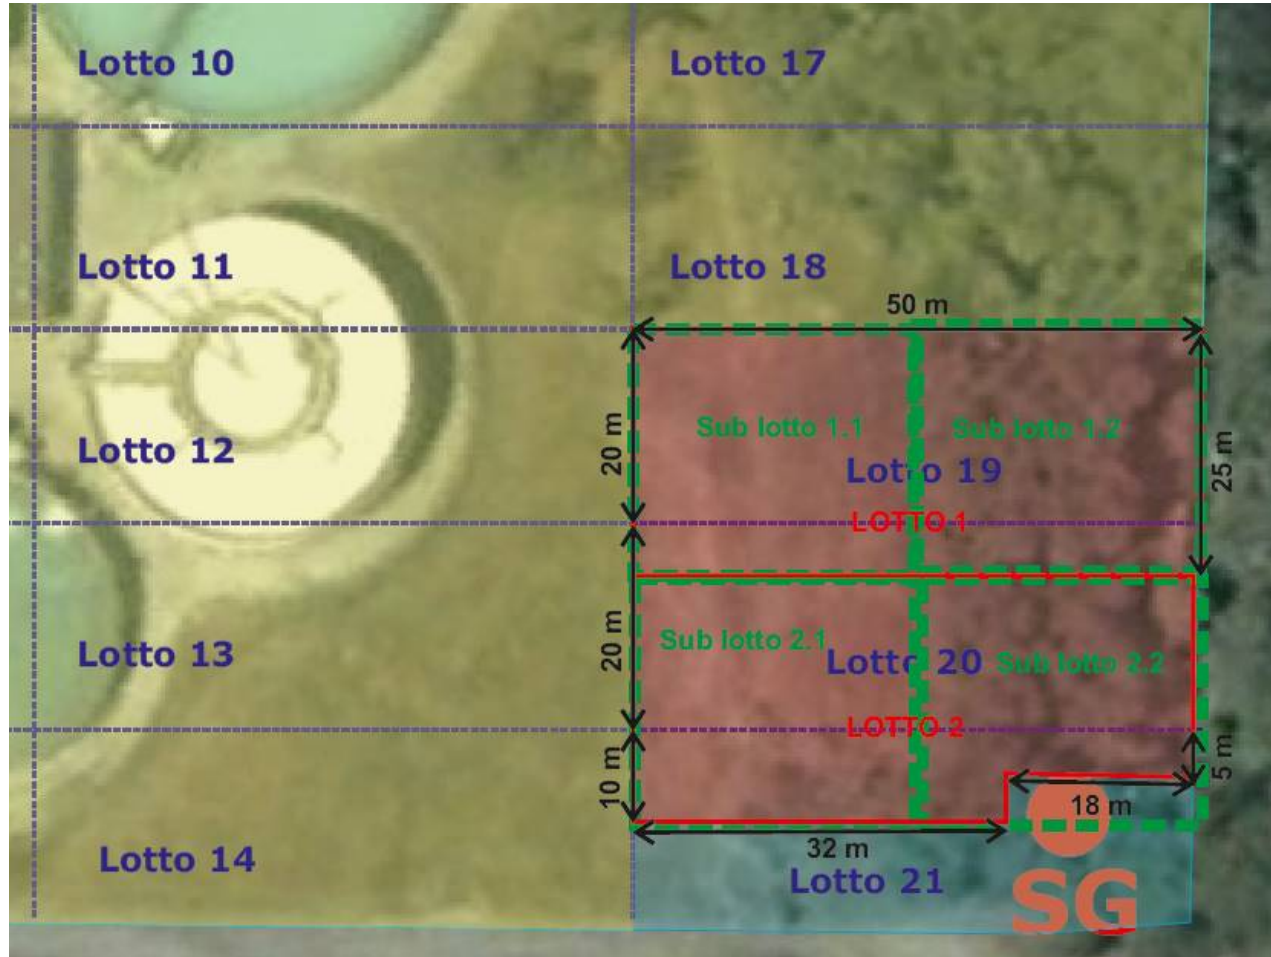 Lotto 10
Lotto 17
Lotto 11
Lotto 18
50 m
Sub lotto 1.1
Sub lotto 1.2
20 m
25 m
Lotto 12
Lotto 19
LOTTO 1
Sub lotto 2.1
20 m
Lotto 13
Lotto 20
Sub lotto 2.2
LOTTO 2
10 m
5 m
18 m
32 m
Lotto 14
Lotto 21
SG